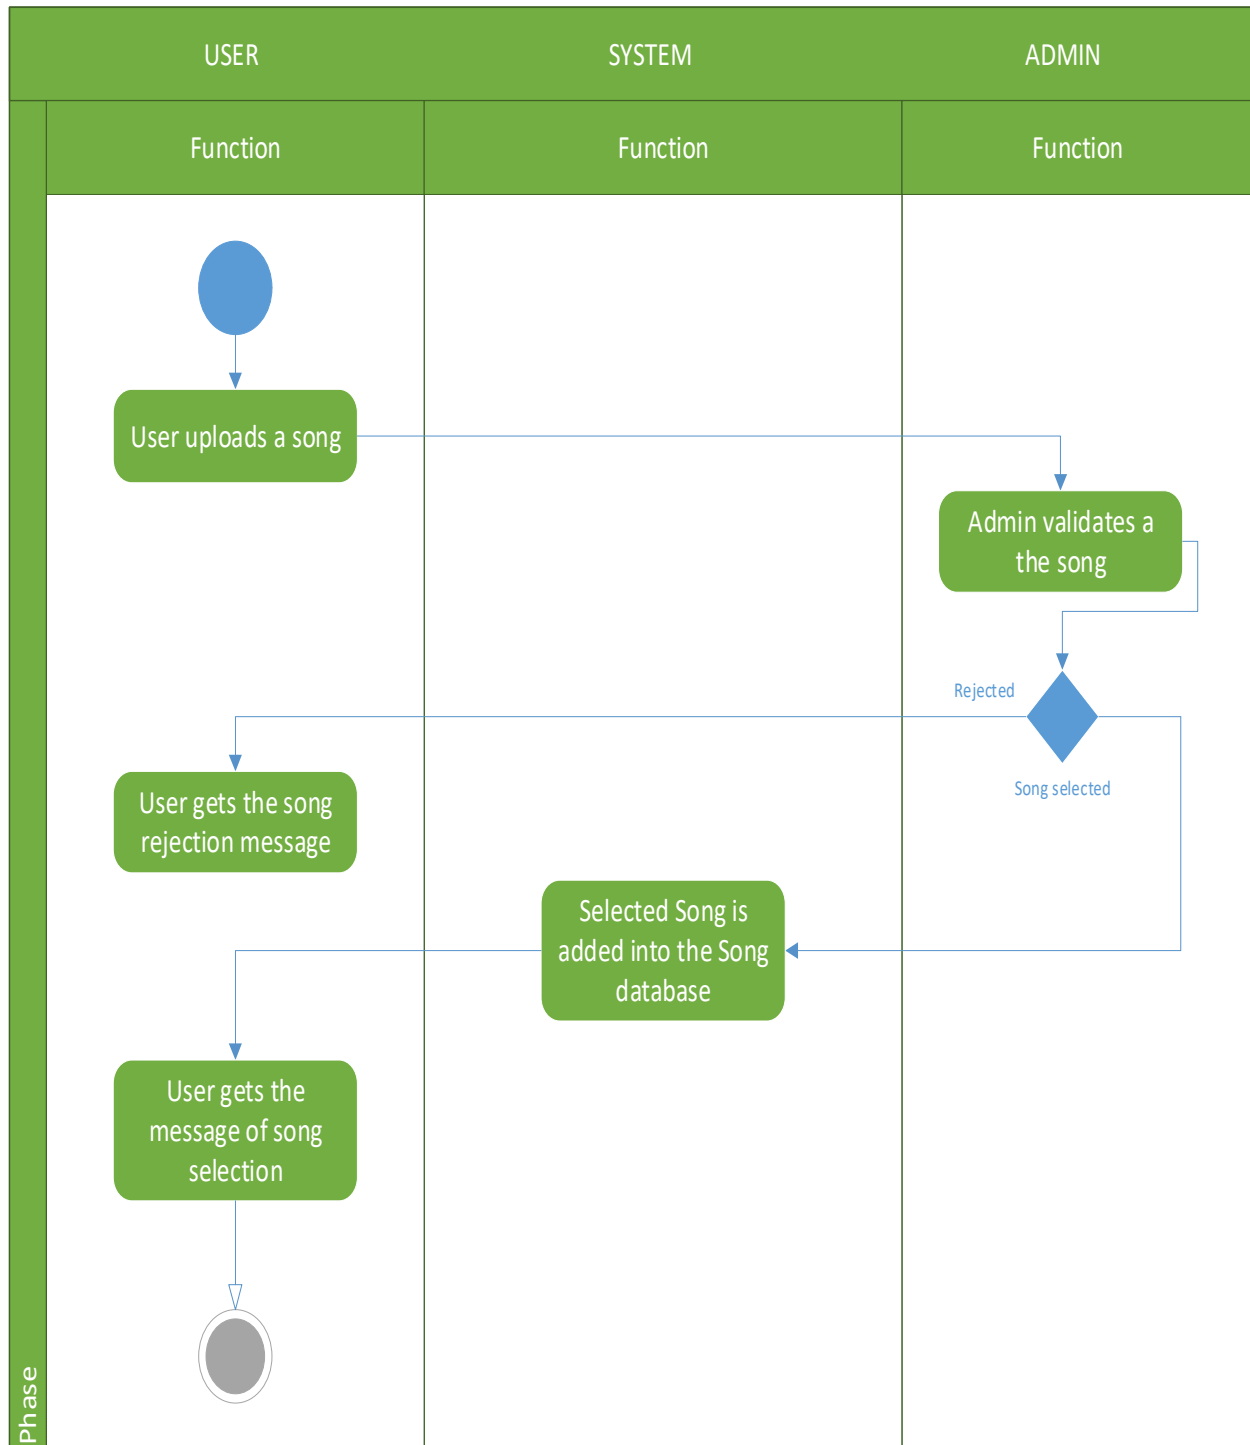 USER
SYSTEM
ADMIN
Function
Function
Function
User uploads a song
Admin validates a
the song
Rejected
Song selected
User gets the song
rejection message
Selected Song is
added into the Song
database
User gets the
message of song
selection
Phase